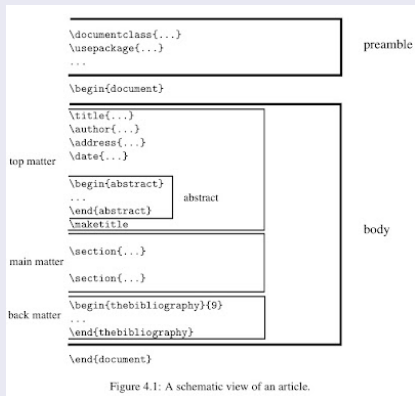 \documentclass{...}
\usepackage{...}
...
preamble
\begin{document}
\title{...}
\author{...}
\address{...}
\date{...}
top matter
\begin{abstract}
...
\end{abstract}
abstract
\maketitle
body
\section{...}
main matter
\section{...}
\begin{thebibliography}{9}
back matter
...
\end{thebibliography}
\end{document}
Figure 4.1: A schematic view of an article.